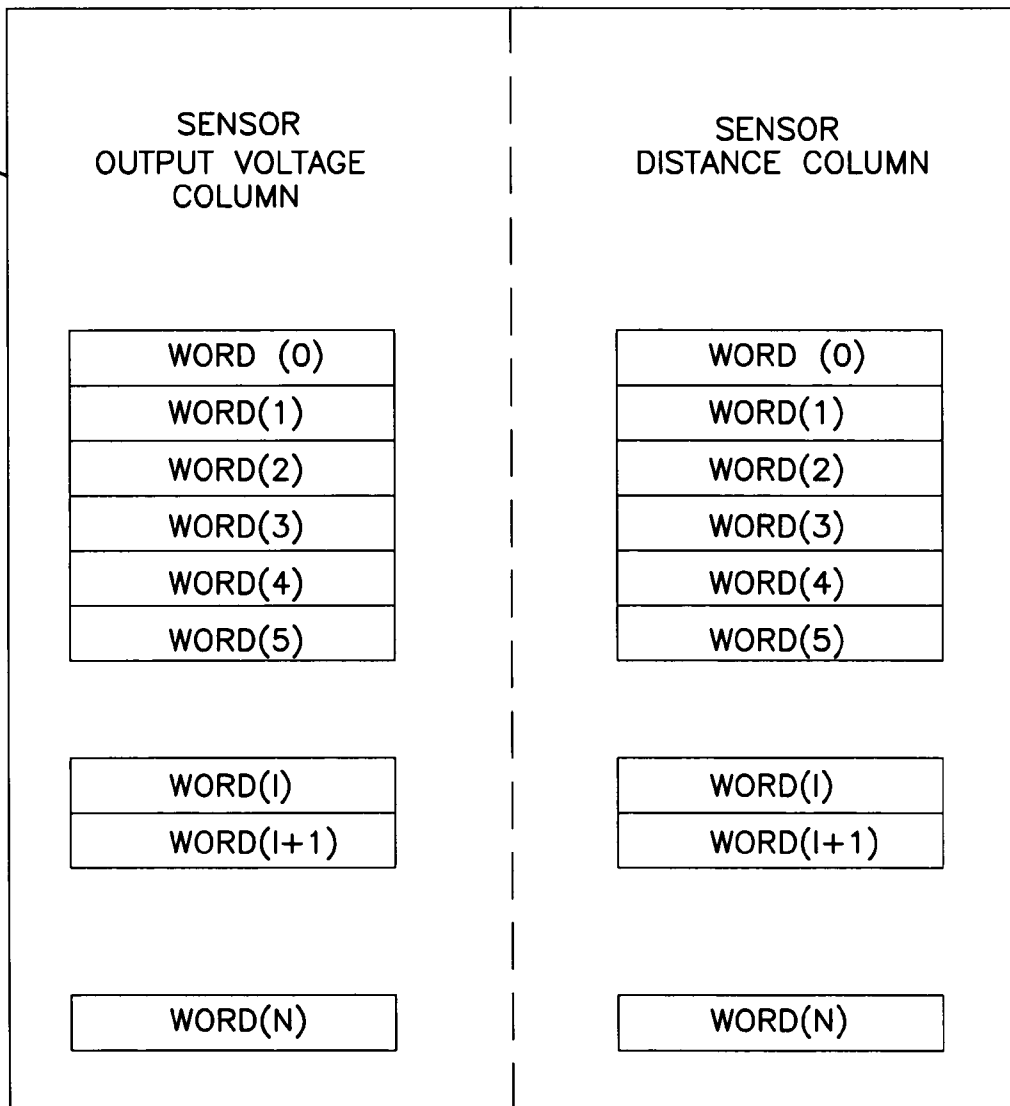 SENSOR
OUTPUT VOLTAGE
COLUMN
WORD (0)
WORD(1)
WORD(2)
WORD(3)
WORD(4)
WORD(5)
WORD(I)
WORD(I+1)
WORD(N)
SENSOR
DISTANCE COLUMN
WORD (0)
WORD(1)
WORD(2)
WORD(3)
WORD(4)
WORD(5)
WORD(I)
WORD(I+1)
WORD(N)